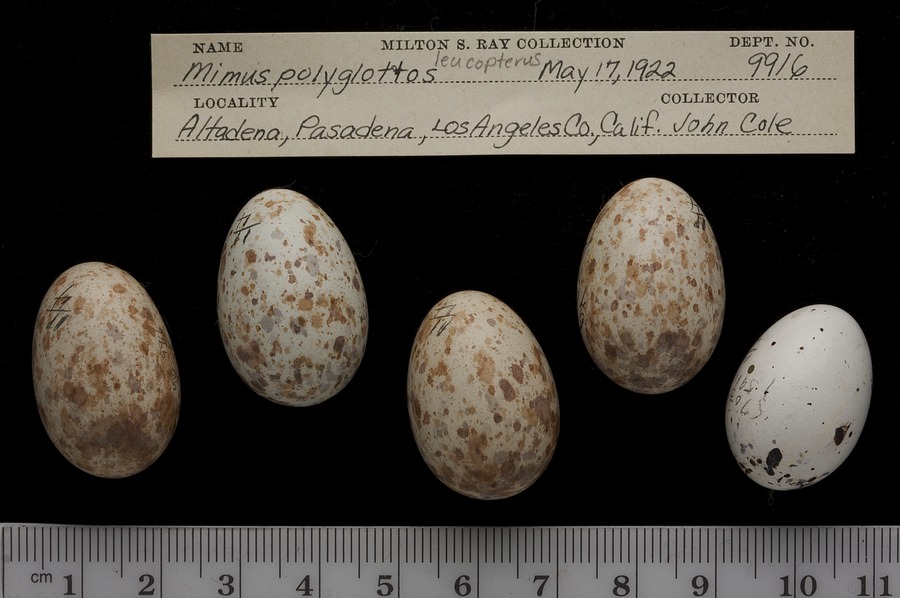 NAME MILTON S. RAY COLLECTION DEPT. NO.
Mimus polyglottos leucopterus May 17, 1922 9916
LOCALITY COLLECTOR
Altadena, Pasadena, Los Angeles Co., Calif. John Cole
cm 1 2 3 4 5 6 7 8 9 10 11